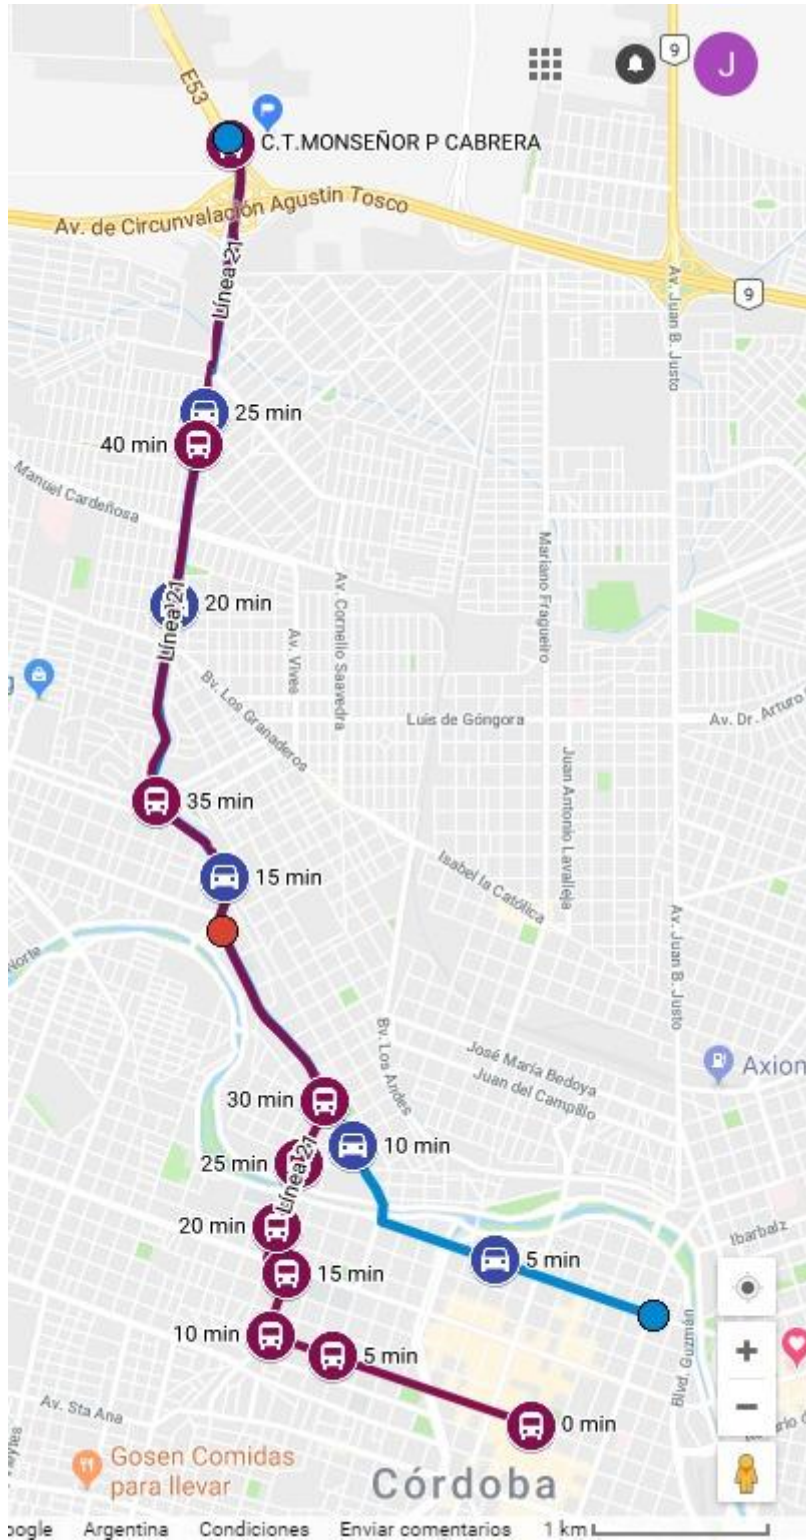 E53
9
J
C.T.MONSEÑOR P CABRERA
Av. de Circunvalación Agustín Tosco
Línea 21
9
Av. Juan B. Justo
25 min
40 min
Manuel Cardeñosa
Mariano Fragueiro
20 min
Línea 21
Av. Cornelio Saavedra
Av. Vives
Bv. Los Granaderos
Luis de Góngora
Av. Dr. Arturo
Juan Antonio Lavalleja
35 min
15 min
Isabel la Católica
Av. Juan B. Justo
Norte
Bv. Los Andes
José María Bedoya
Juan del Campillo
Axion
30 min
10 min
25 min
Línea 21
20 min
Ibarbalz
5 min
15 min
10 min
5 min
Blvd. Guzmán
Av. Sta Ana
0 min
Gosen Comidas
para llevar
Córdoba
oogle Argentina Condiciones Enviar comentarios 1 km